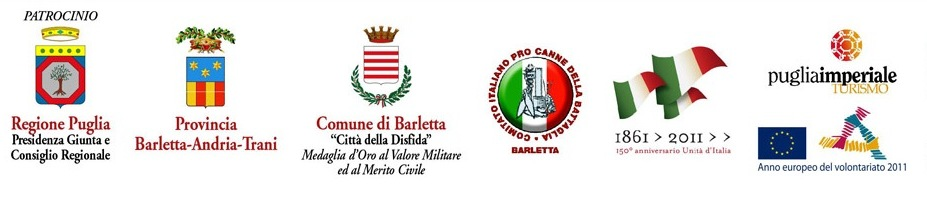 PATROCINIO
Regione Puglia
Presidenza Giunta e
Consiglio Regionale
Provincia
Barletta-Andria-Trani
Comune di Barletta
“Città della Disfida”
Medaglia d'Oro al Valore Militare
ed al Merito Civile
COMITATO ITALIANO PRO CANNE DELLA BATTAGLIA
BARLETTA
1861 > 2011 > >
150° anniversario Unità d'Italia
pugliaimperiale
TURISMO
Anno europeo del volontariato 2011